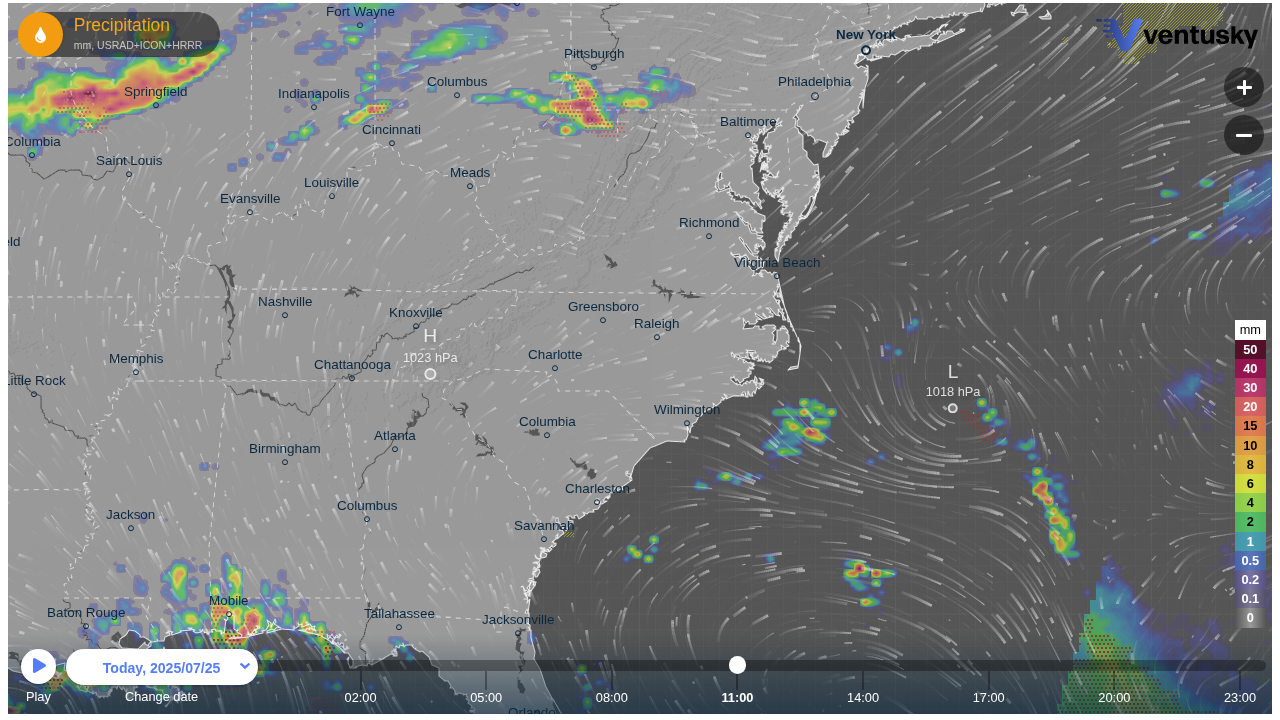 Precipitation
mm, USRAD+ICON+HRRR
ventusky
Fort Wayne
New York
Pittsburgh
Columbus
Philadelphia
Springfield
Indianapolis
Baltimore
Cincinnati
Columbia
Saint Louis
Meads
Louisville
Evansville
Richmond
eld
Virginia Beach
Nashville
Greensboro
Knoxville
Raleigh
H
1023 hPa
Charlotte
Memphis
Chattanooga
L
1018 hPa
Little Rock
Wilmington
Columbia
Atlanta
Birmingham
Charleston
Columbus
Jackson
Savannah
Mobile
Baton Rouge
Tallahassee
Jacksonville
Orlando
+
−
mm
50
40
30
20
15
10
8
6
4
2
1
0.5
0.2
0.1
0
Today, 2025/07/25
Play
Change date
02:00
05:00
08:00
11:00
14:00
17:00
20:00
23:00